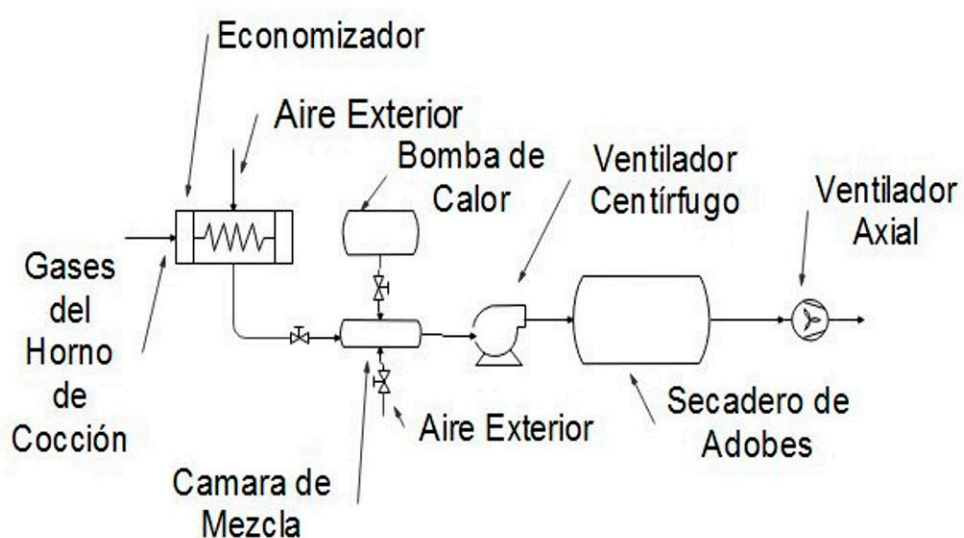 Economizador
Aire Exterior
Bomba de
Calor
Ventilador
Centírfugo
Ventilador
Axial
Gases
del
Horno
de
Cocción
Aire Exterior
Secadero de
Adobes
Camara de
Mezcla